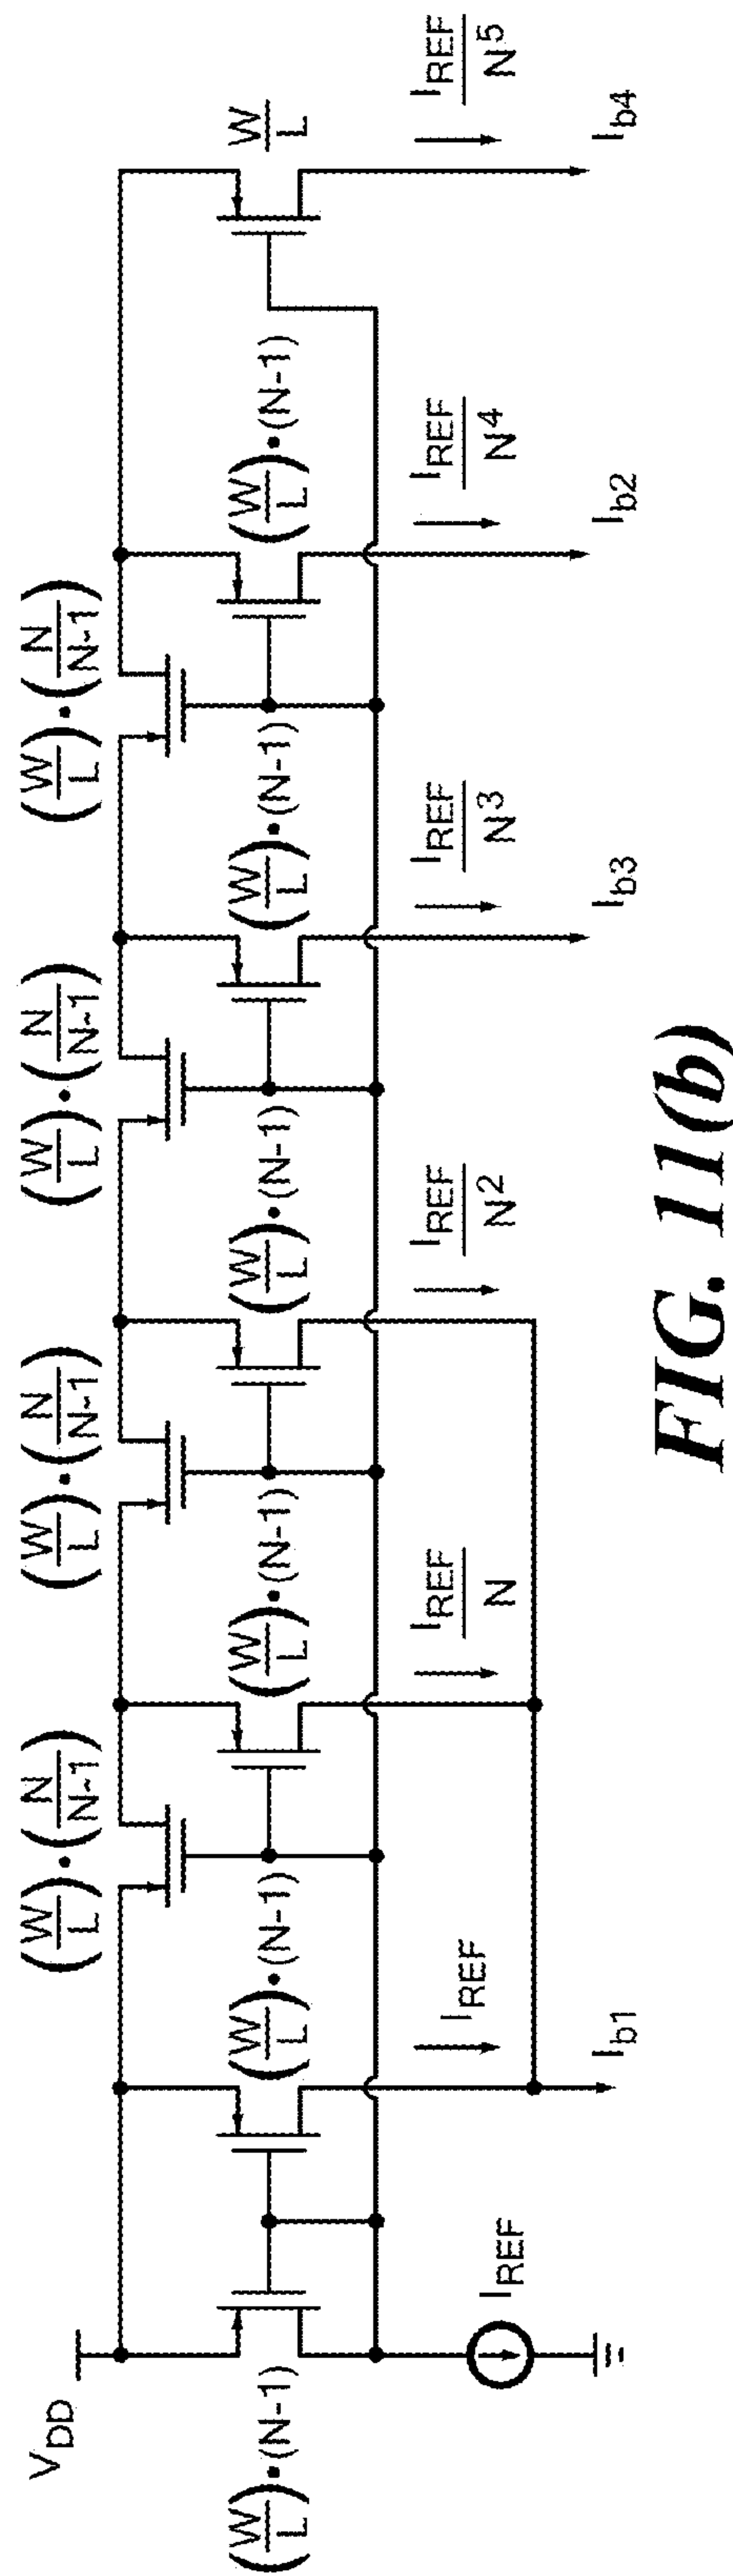 V_DD
(W/L)·(N/N-1)
(W/L)·(N/N-1)
(W/L)·(N/N-1)
(W/L)·(N/N-1)
(W/L)·(N-1)
(W/L)·(N-1)
(W/L)·(N-1)
(W/L)·(N-1)
(W/L)·(N-1)
(W/L)·(N-1)
W/L
I_REF
I_REF/N
I_REF/N^2
I_REF/N^3
I_REF/N^4
I_REF/N^5
I_REF
I_b1
I_b3
I_b2
I_b4
FIG. 11(b)